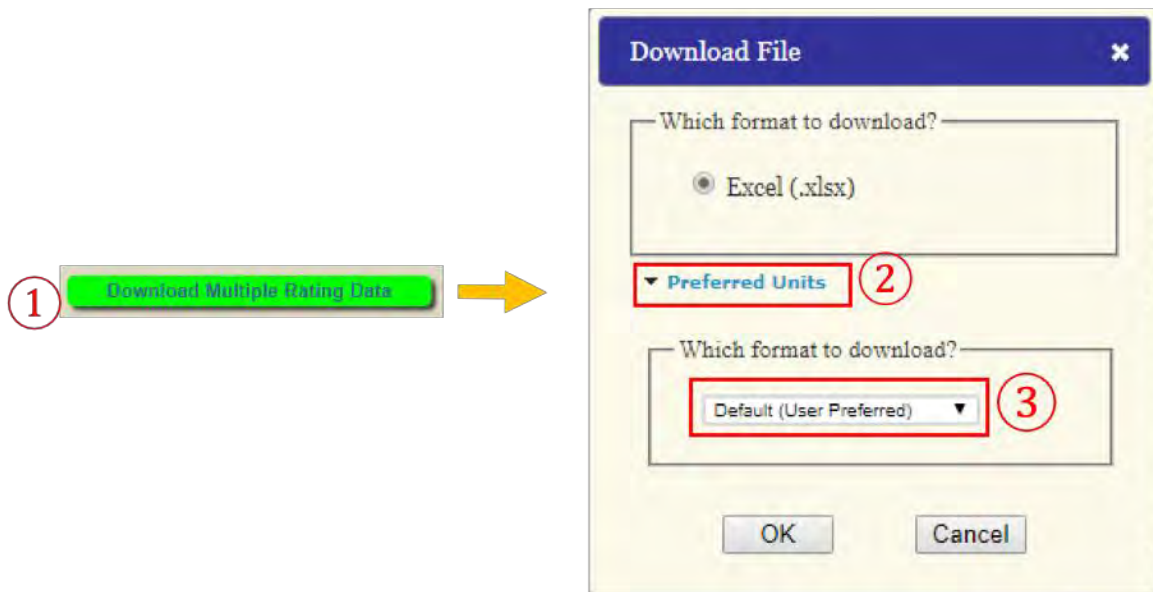 ① Download Multiple Rating Data
Download File ×
Which format to download?
Excel (.xlsx)
Preferred Units ②
Which format to download?
Default (User Preferred) ③
OK Cancel